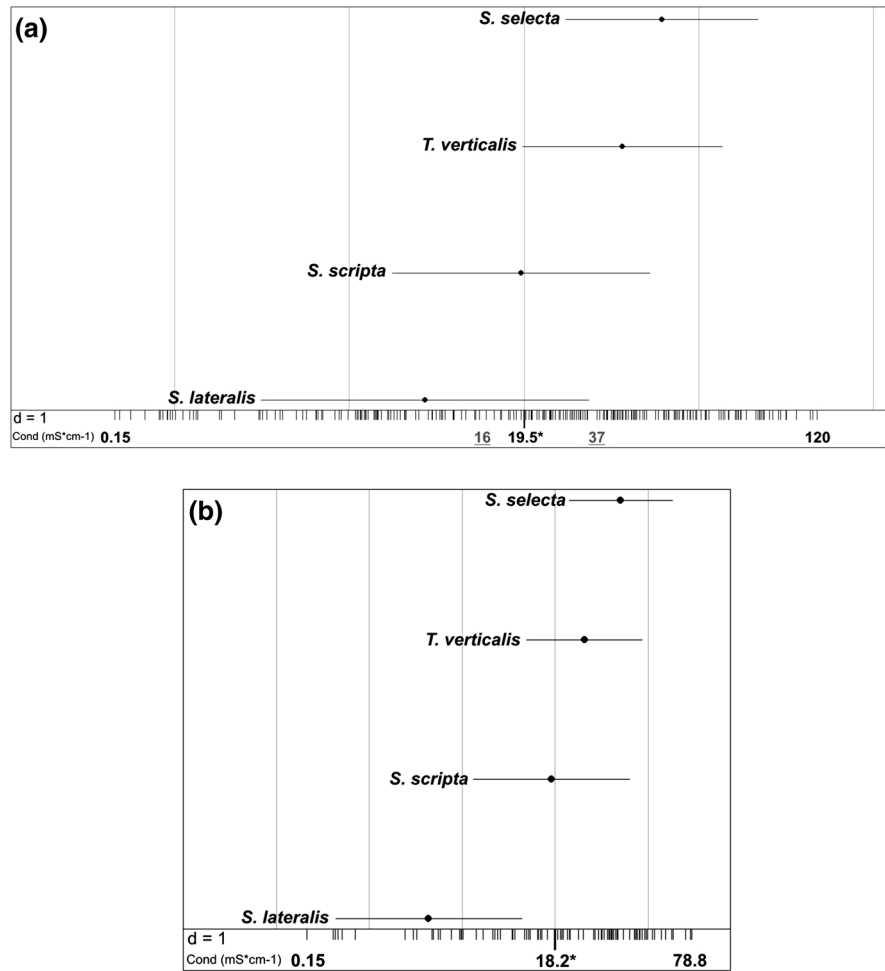 (a)
S. selecta
T. verticalis
S. scripta
S. lateralis
d = 1
Cond (mS*cm-1) 0.15 16 19.5* 37 120
(b)
S. selecta
T. verticalis
S. scripta
S. lateralis
d = 1
Cond (mS*cm-1) 0.15 18.2* 78.8